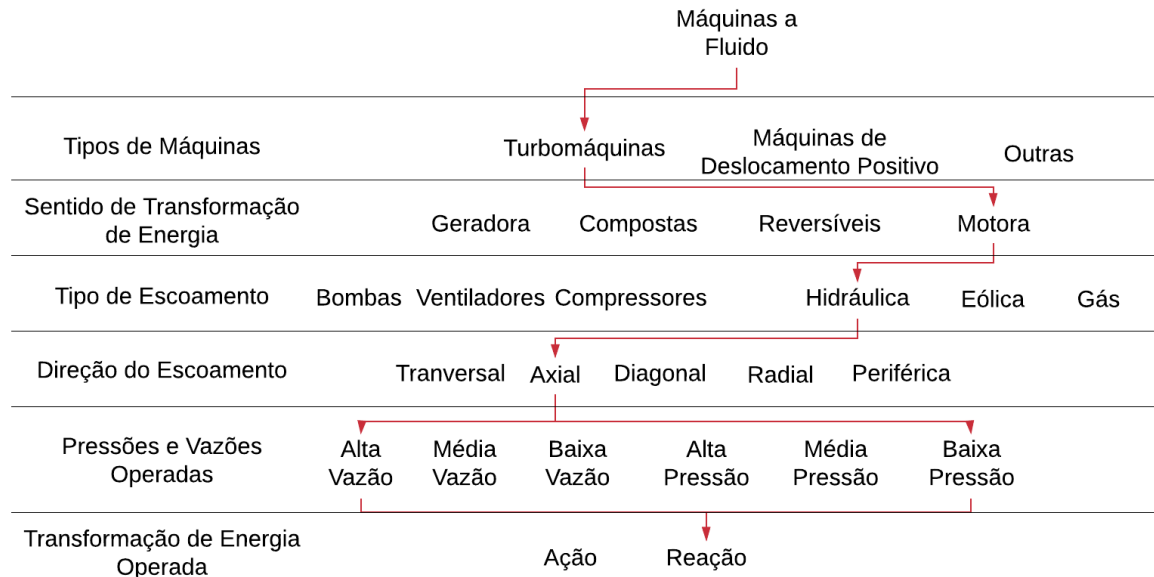 Máquinas a
Fluido
Tipos de Máquinas
Turbomáquinas
Máquinas de
Deslocamento Positivo
Outras
Sentido de Transformação
de Energia
Geradora
Compostas
Reversíveis
Motora
Tipo de Escoamento
Bombas
Ventiladores
Compressores
Hidráulica
Eólica
Gás
Direção do Escoamento
Tranversal
Axial
Diagonal
Radial
Periférica
Pressões e Vazões
Operadas
Alta
Vazão
Média
Vazão
Baixa
Vazão
Alta
Pressão
Média
Pressão
Baixa
Pressão
Transformação de Energia
Operada
Ação
Reação